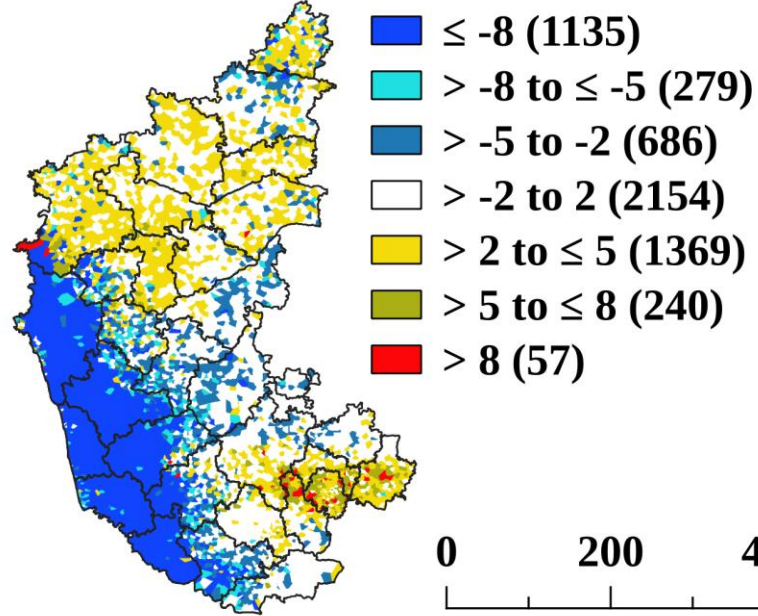 ≤ -8 (1135)
> -8 to ≤ -5 (279)
> -5 to -2 (686)
> -2 to 2 (2154)
> 2 to ≤ 5 (1369)
> 5 to ≤ 8 (240)
> 8 (57)
0 200 4